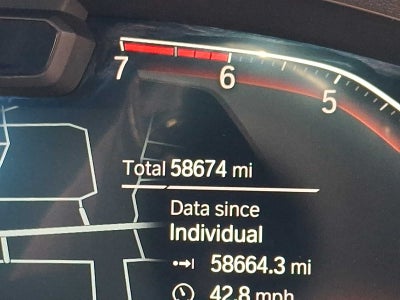 7 6 5
Total 58674 mi
Data since
Individual
58664.3 mi
42.8 mph